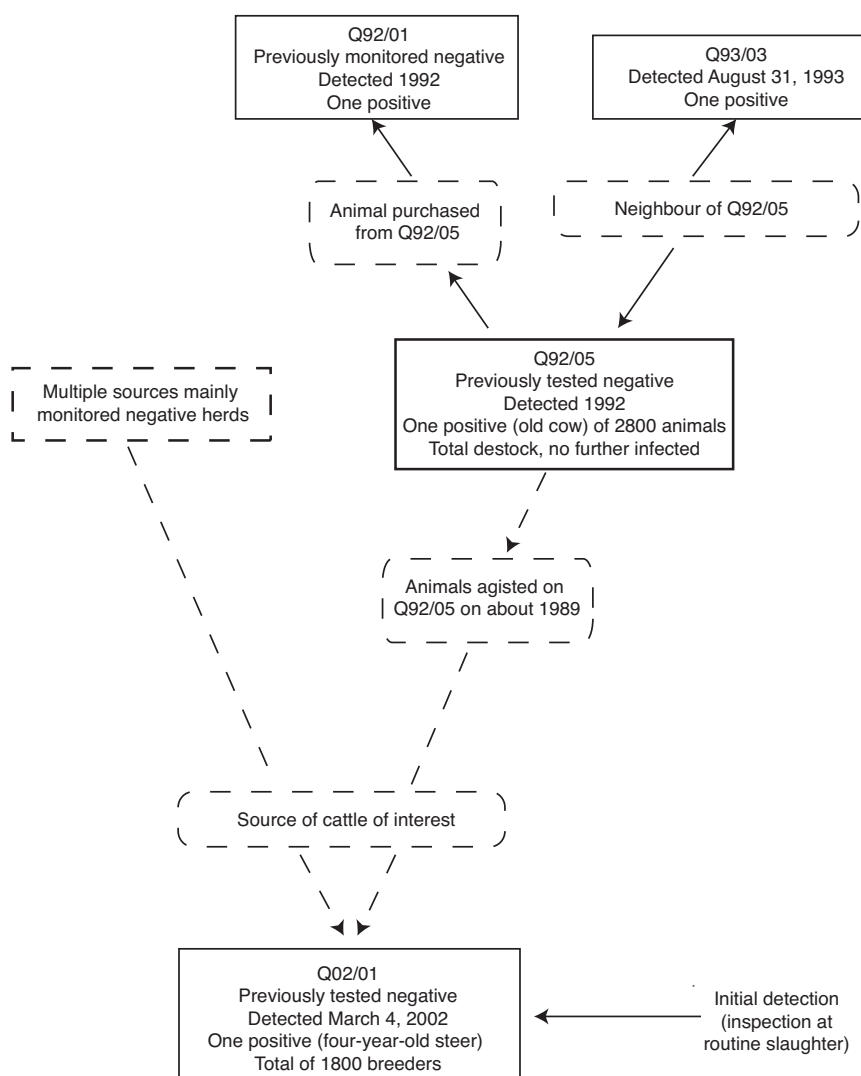 Q92/01
Previously monitored negative
Detected 1992
One positive
Q93/03
Detected August 31, 1993
One positive
Animal purchased
from Q92/05
Neighbour of Q92/05
Q92/05
Previously tested negative
Detected 1992
One positive (old cow) of 2800 animals
Total destock, no further infected
Multiple sources mainly
monitored negative herds
Animals agisted on
Q92/05 on about 1989
Source of cattle of interest
Q02/01
Previously tested negative
Detected March 4, 2002
One positive (four-year-old steer)
Total of 1800 breeders
Initial detection
(inspection at
routine slaughter)